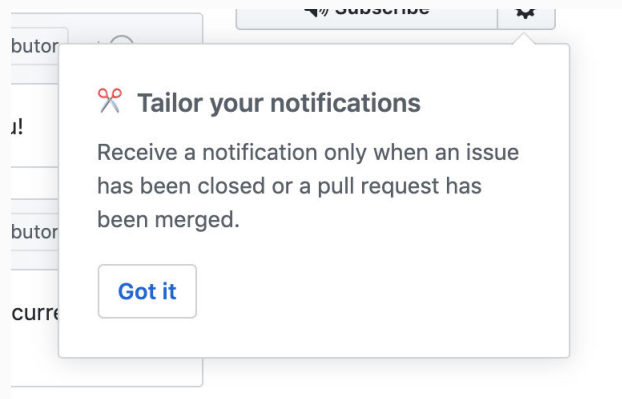 Subscribe
butor
Tailor your notifications
u!
Receive a notification only when an issue
has been closed or a pull request has
been merged.
butor
Got it
curre